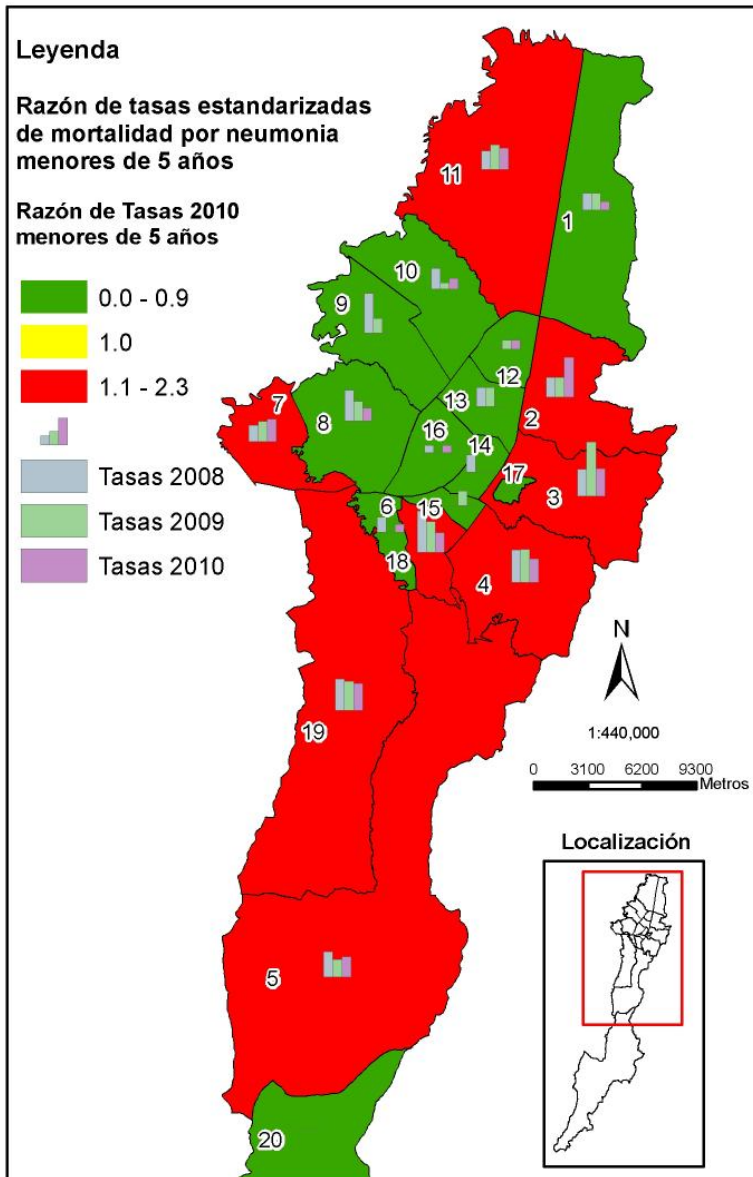 Leyenda
Razón de tasas estandarizadas
de mortalidad por neumonia
menores de 5 años
Razón de Tasas 2010
menores de 5 años
0.0 - 0.9
1.0
1.1 - 2.3
Tasas 2008
Tasas 2009
Tasas 2010
11
1
10
9
12
13
2
7
8
16
14
17
3
6
15
18
4
19
5
20
N
1:440,000
0 3100 6200 9300
Metros
Localización